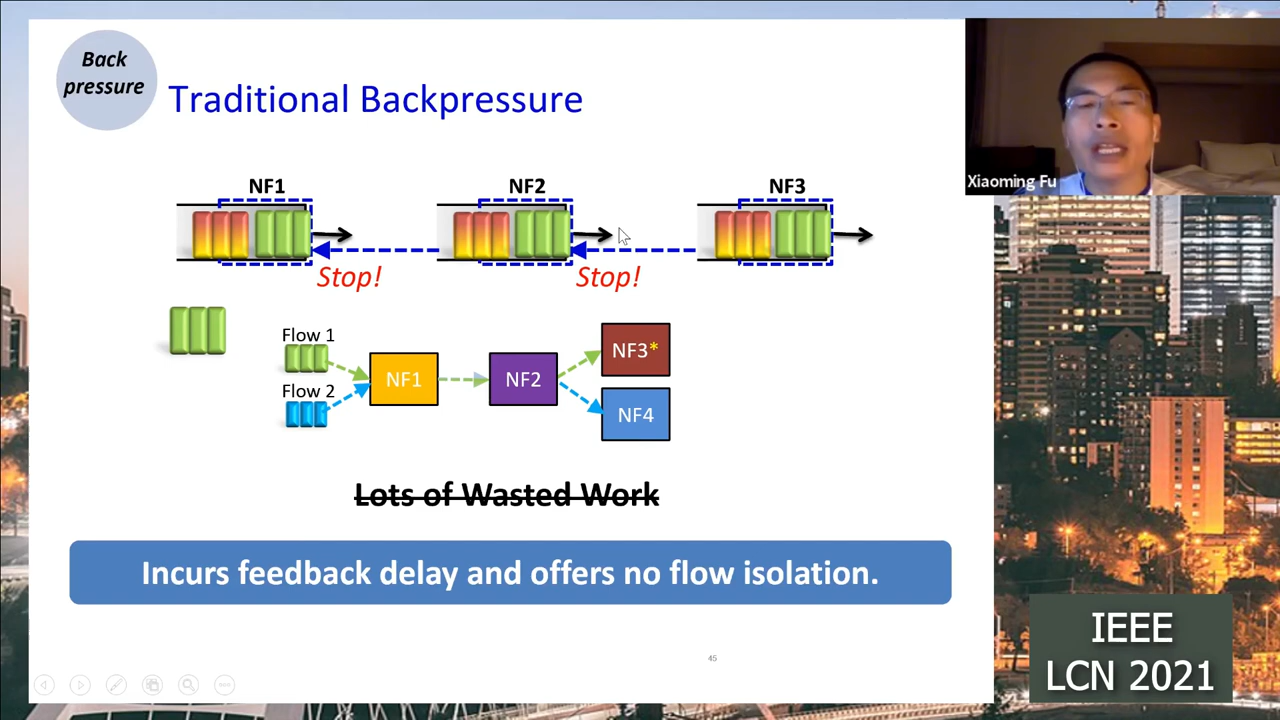 Back
pressure
Traditional Backpressure
NF1
NF2
NF3
Stop!
Stop!
Flow 1
Flow 2
NF1
NF2
NF3*
NF4
Lots of Wasted Work
Incurs feedback delay and offers no flow isolation.
45
Xiaoming Fu
IEEE
LCN 2021